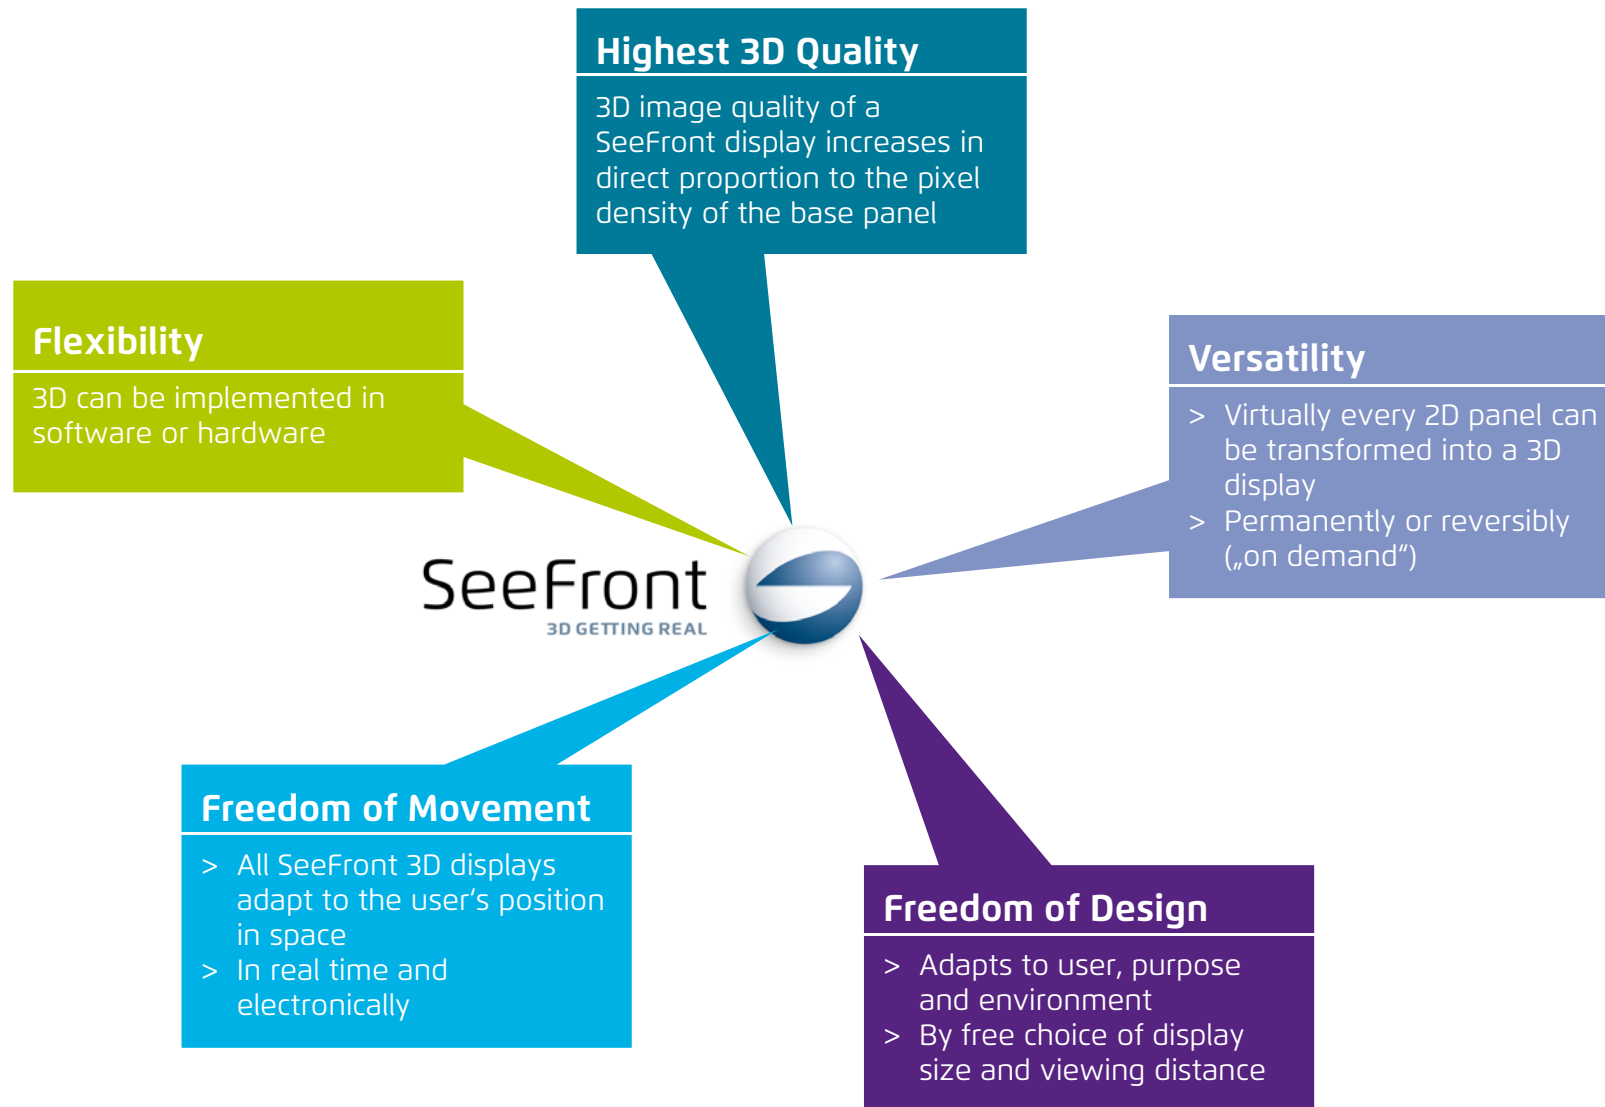 Highest 3D Quality
3D image quality of a
SeeFront display increases in
direct proportion to the pixel
density of the base panel
Flexibility
3D can be implemented in
software or hardware
Versatility
> Virtually every 2D panel can
be transformed into a 3D
display
> Permanently or reversibly
(„on demand“)
SeeFront
3D GETTING REAL
Freedom of Movement
> All SeeFront 3D displays
adapt to the user‘s position
in space
> In real time and
electronically
Freedom of Design
> Adapts to user, purpose
and environment
> By free choice of display
size and viewing distance